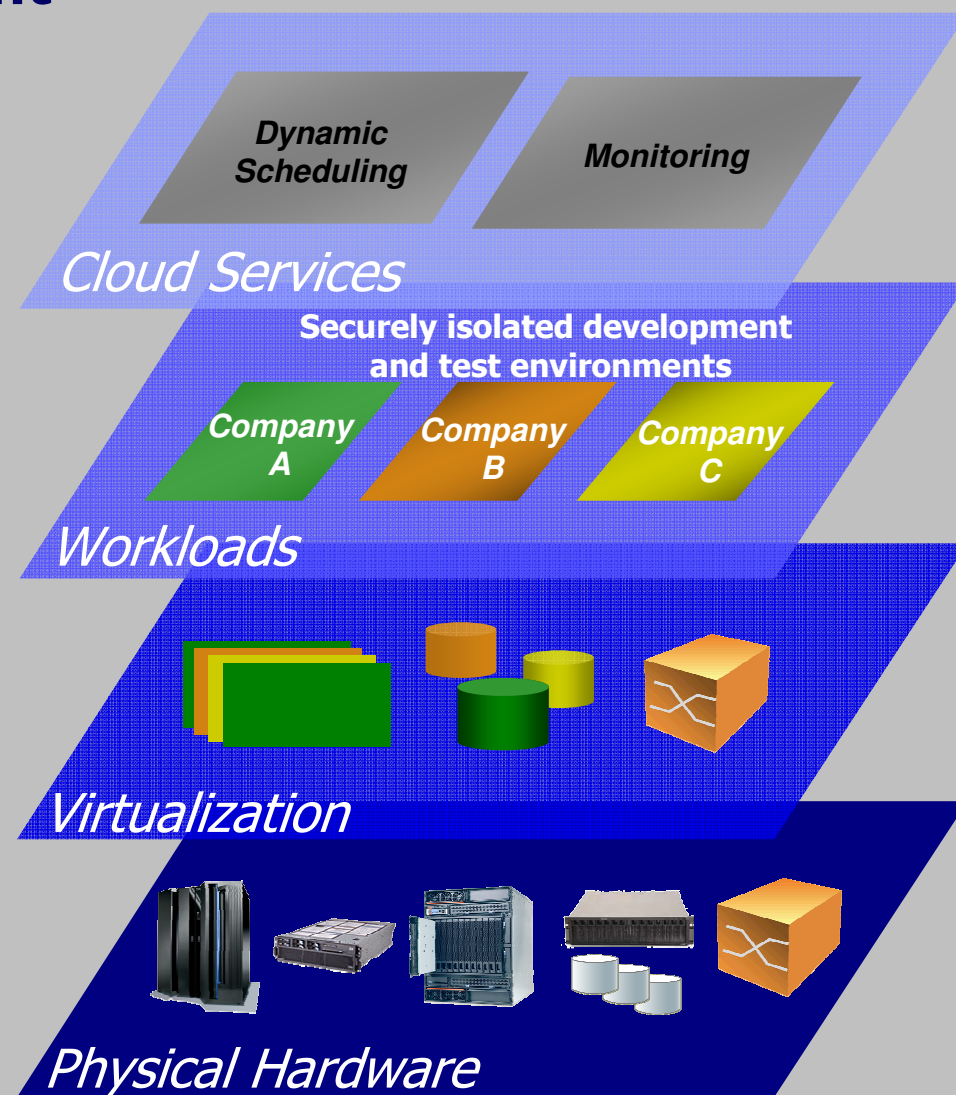 Dynamic
Scheduling
Monitoring
Cloud Services
Securely isolated development
and test environments
Company
A
Company
B
Company
C
Workloads
Virtualization
Physical Hardware